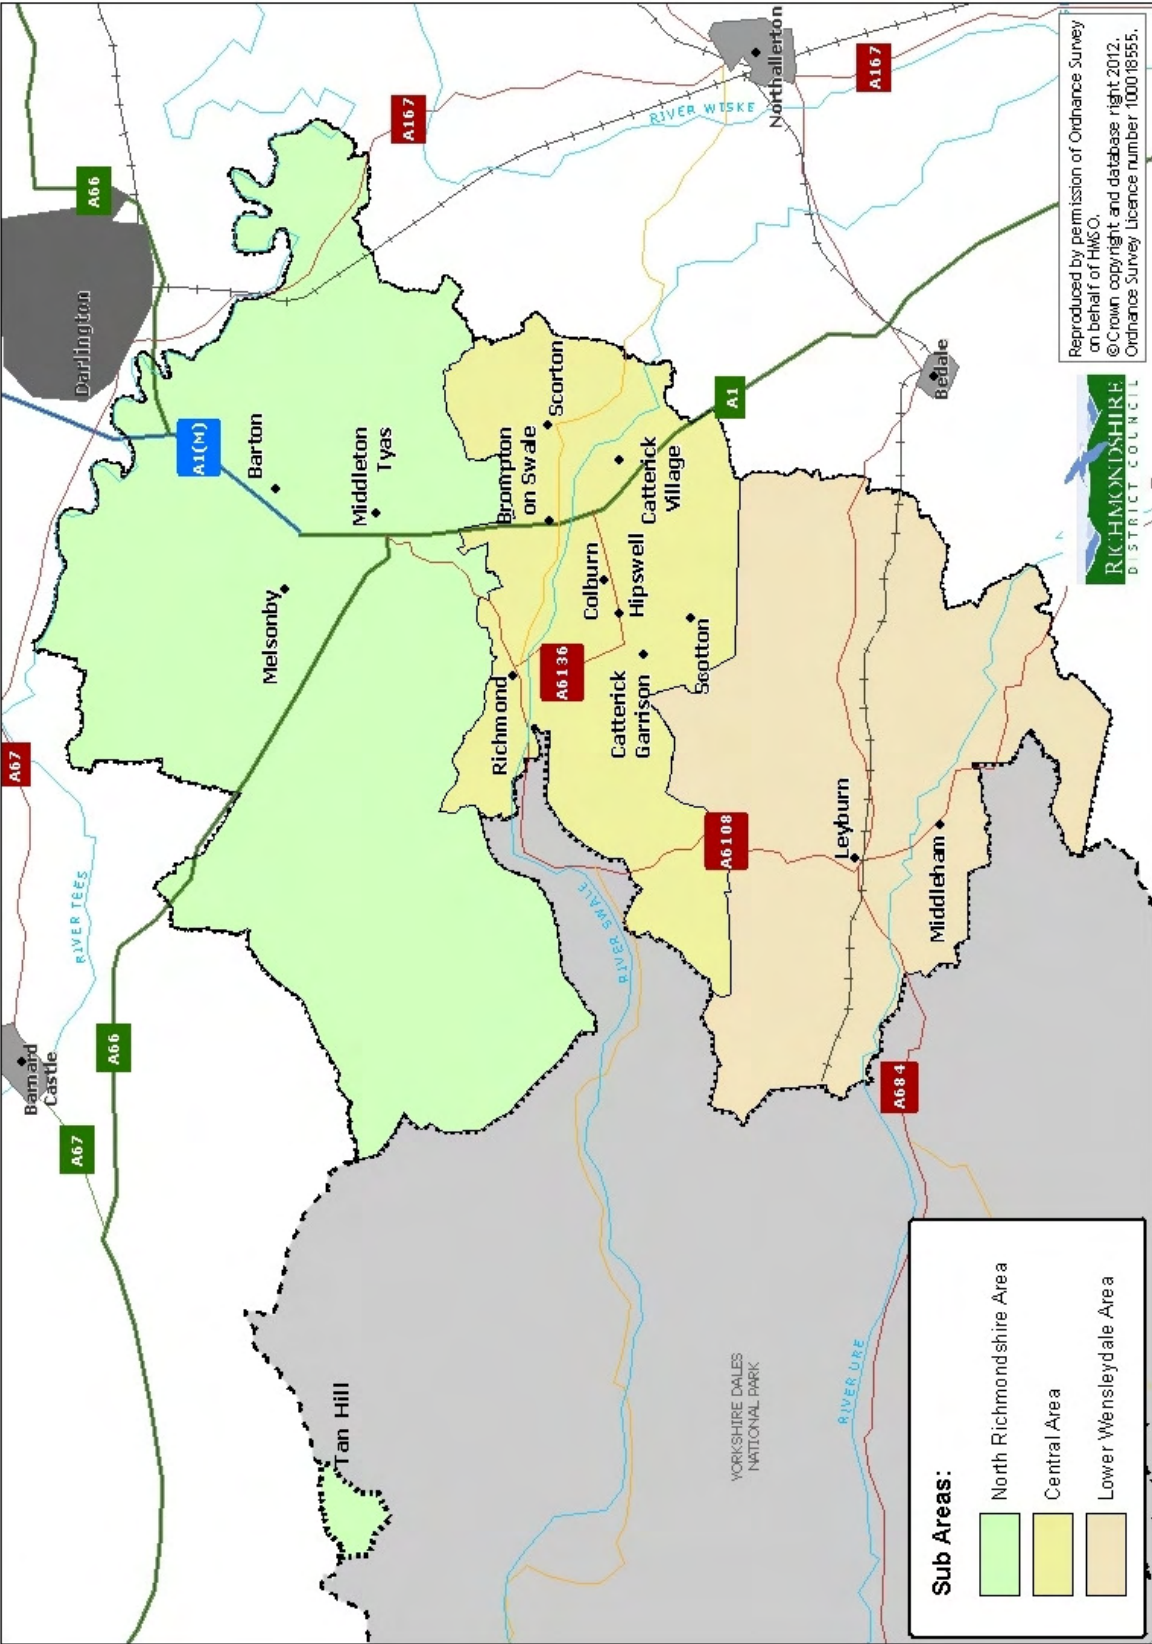 A66
Darlington
A1(M)
Barton
Middleton
Tyas
Melsonby
A67
RIVER TEES
Barnard
Castle
A66
A67
A167
RIVER WISKE
Northallerton
A167
Scorton
Brompton
on Swale
Catterick
Village
A1
Bedale
Colburn
Hipswell
Scotton
Richmond
A6136
Catterick
Garrison
RIVER SWALE
A6108
Leyburn
Middleham
A684
Tan Hill
YORKSHIRE DALES
NATIONAL PARK
RIVER URE
Sub Areas:
North Richmondshire Area
Central Area
Lower Wensleydale Area
RICHMONDSHIRE
DISTRICT COUNCIL
Reproduced by permission of Ordnance Survey
on behalf of HMSO.
© Crown copyright and database right 2012.
Ordnance Survey Licence number 100018555.